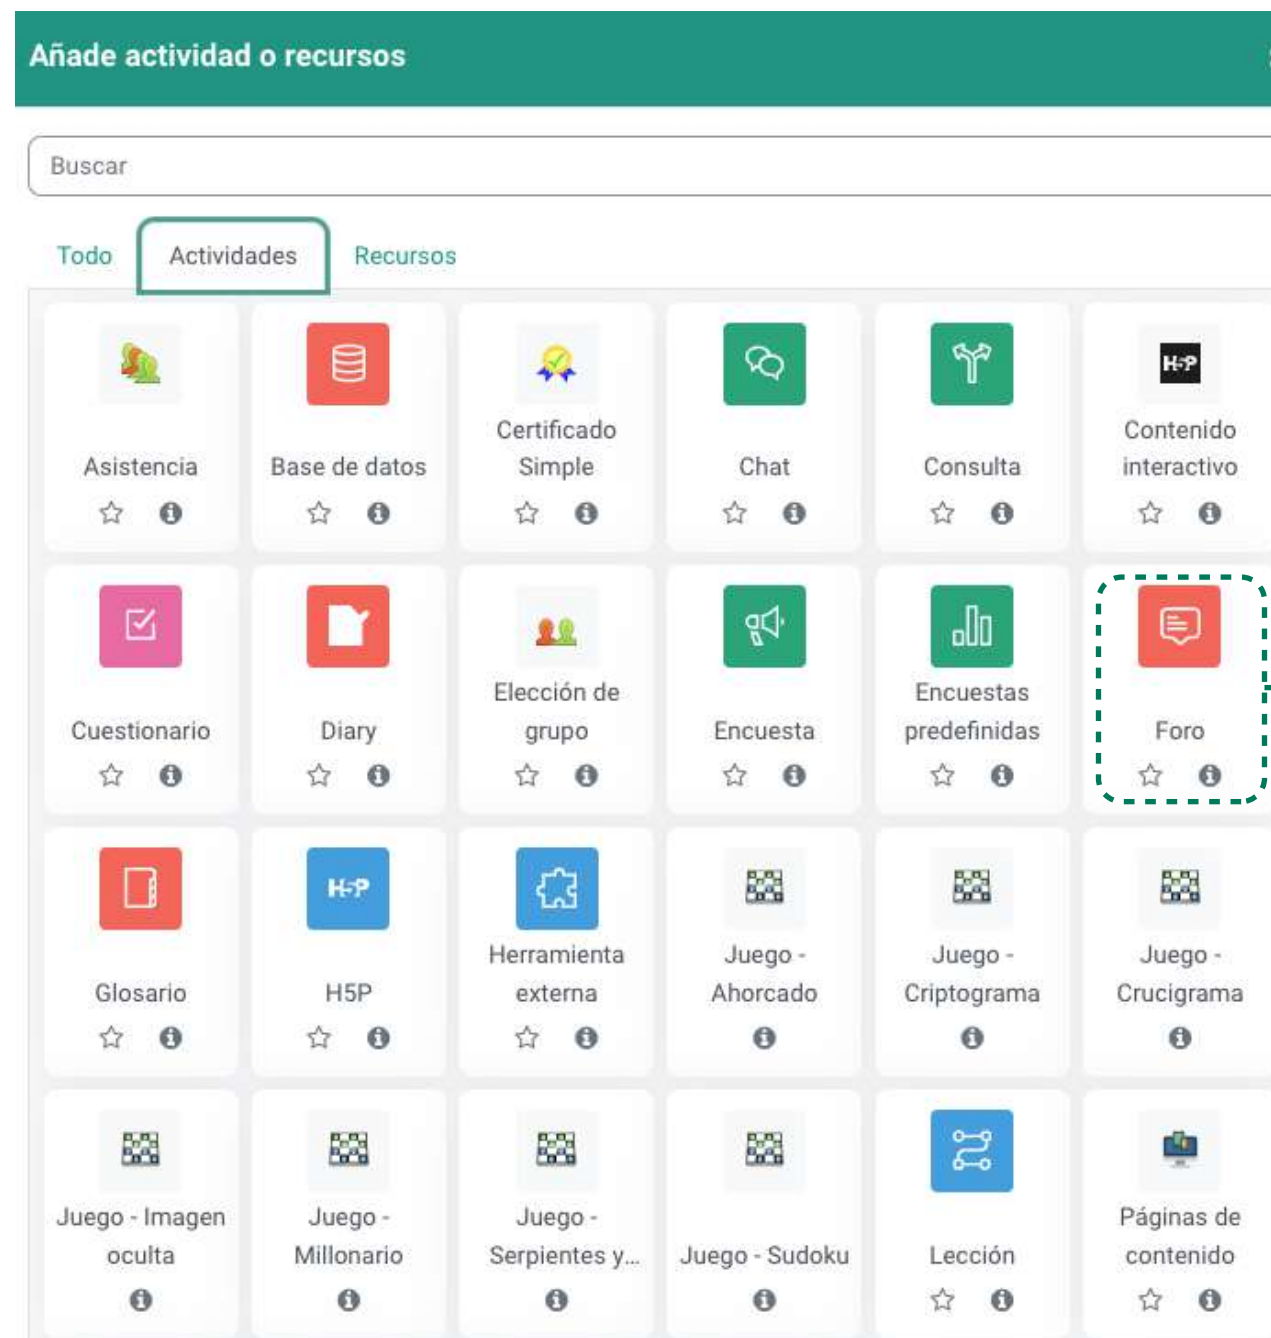 Añade actividad o recursos
Buscar
Todo Actividades Recursos
H5P
Certificado Contenido
Asistencia Base de datos Simple Chat Consulta interactivo
Elección de Encuestas
Cuestionario Diary grupo Encuesta predefinidas Foro
H5P
Herramienta Juego - Juego - Juego -
Glosario H5P externa Ahorcado Criptograma Crucigrama
Juego - Imagen Juego - Juego - Páginas de
oculta Millonario Serpientes y... Juego - Sudoku Lección contenido